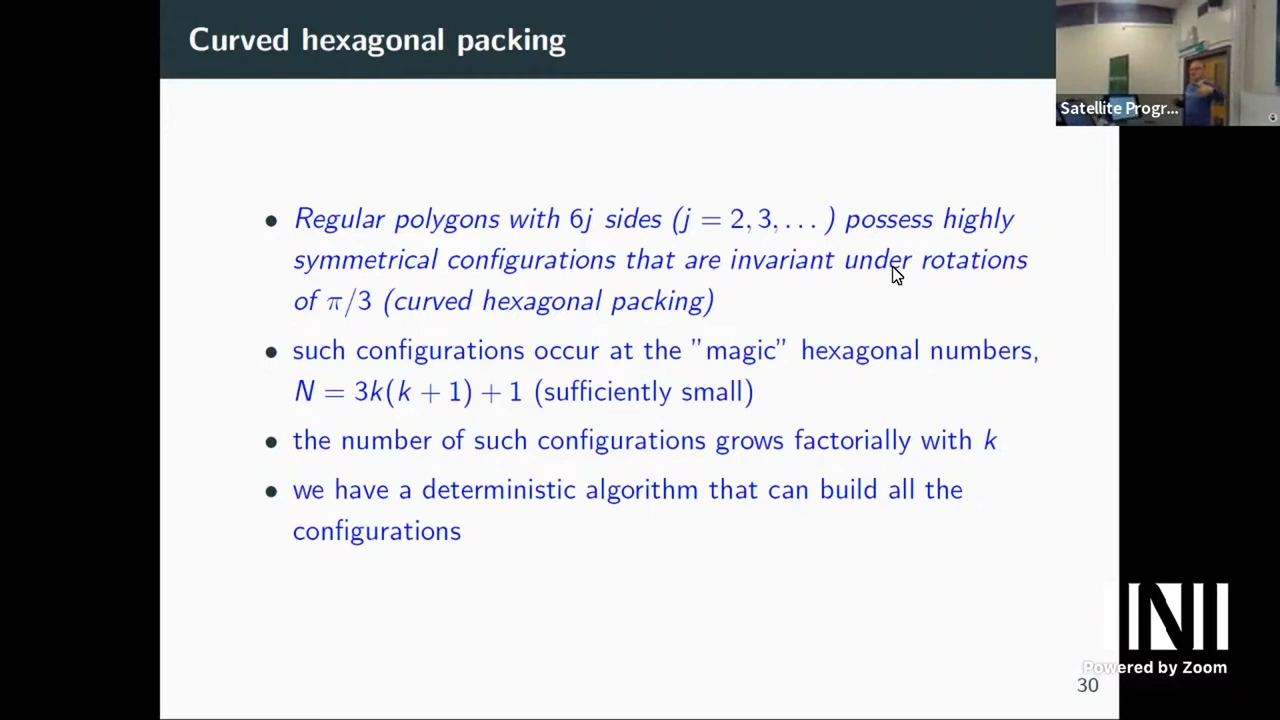 Curved hexagonal packing
Satellite Progr...
• Regular polygons with 6j sides (j = 2, 3, . . . ) possess highly
symmetrical configurations that are invariant under rotations
of π/3 (curved hexagonal packing)
• such configurations occur at the ”magic” hexagonal numbers,
N = 3k(k + 1) + 1 (sufficiently small)
• the number of such configurations grows factorially with k
• we have a deterministic algorithm that can build all the
configurations
Powered by Zoom
30